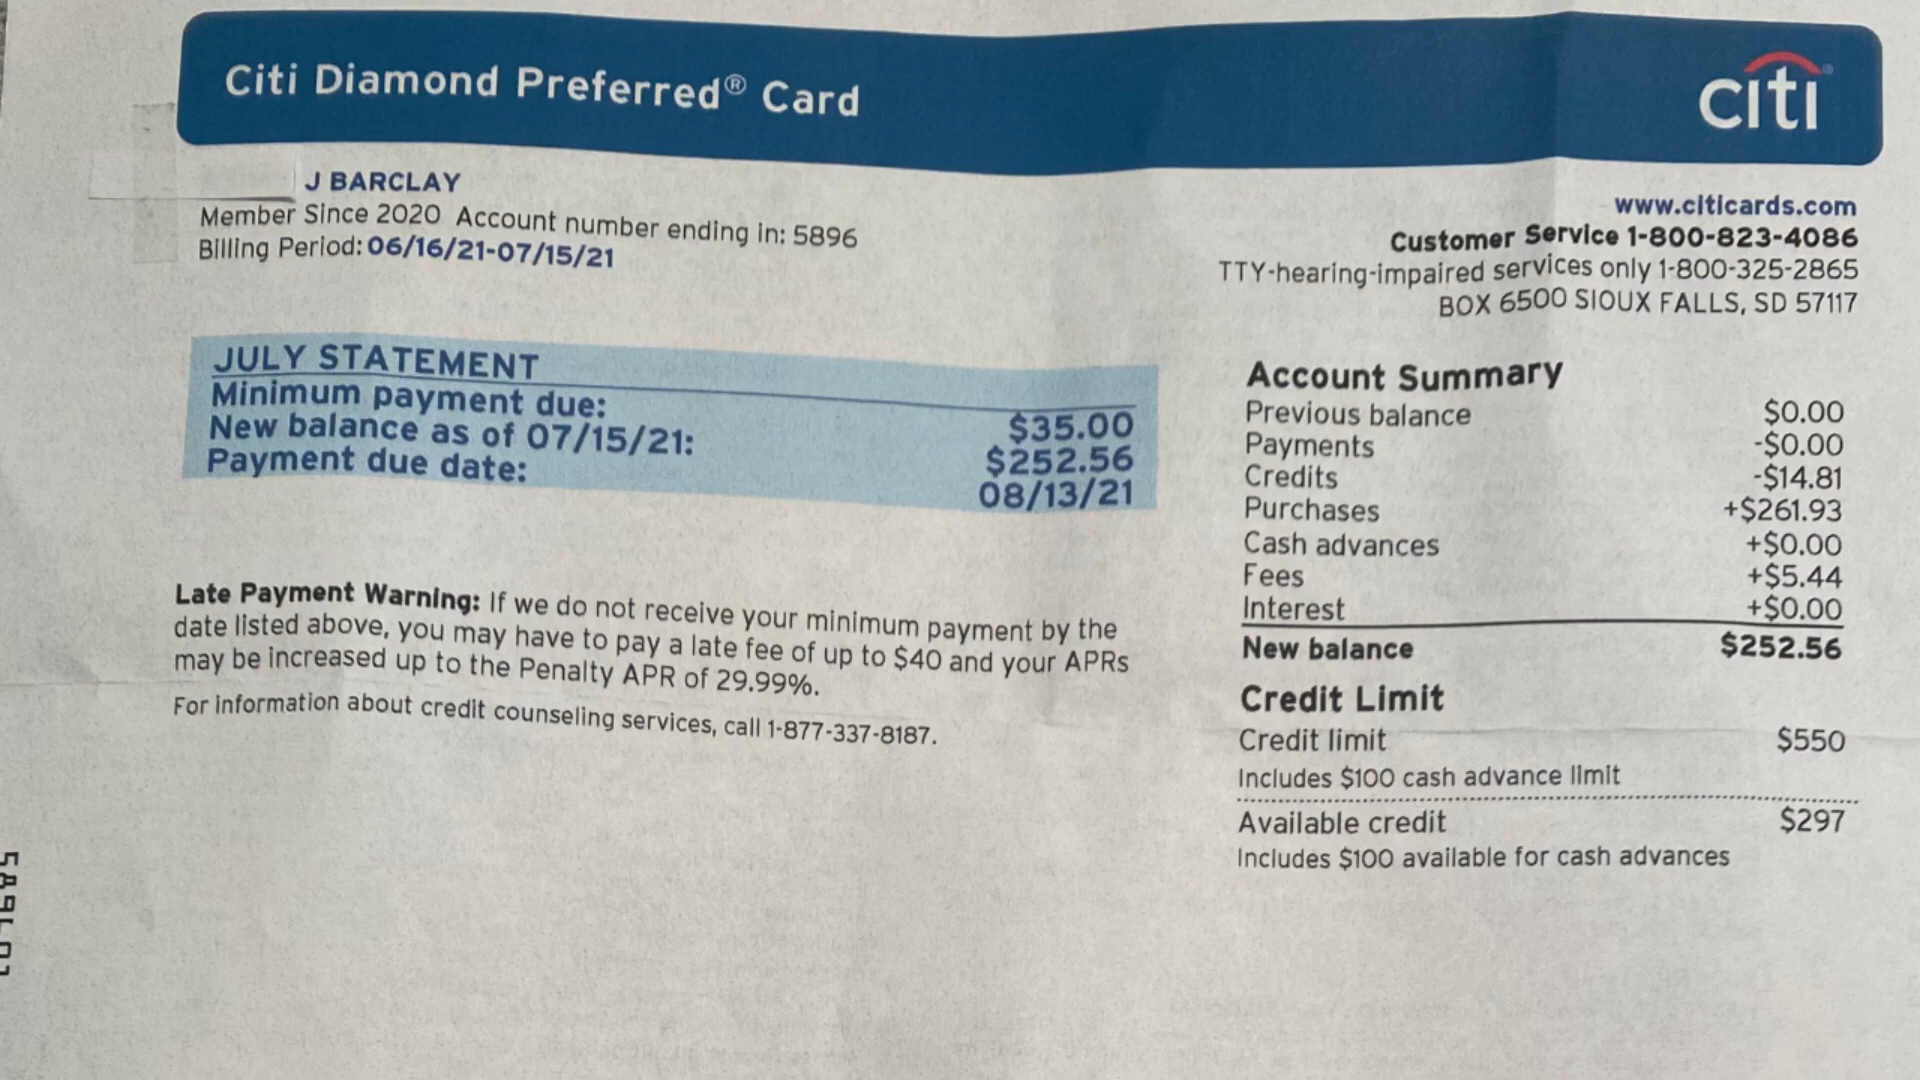 Citi Diamond Preferred® Card
citi®
J BARCLAY
Member Since 2020 Account number ending in: 5896
Billing Period: 06/16/21-07/15/21
www.citicards.com
Customer Service 1-800-823-4086
TTY-hearing-impaired services only 1-800-325-2865
BOX 6500 SIOUX FALLS, SD 57117
JULY STATEMENT
Minimum payment due: $35.00
New balance as of 07/15/21: $252.56
Payment due date: 08/13/21
Late Payment Warning: If we do not receive your minimum payment by the
date listed above, you may have to pay a late fee of up to $40 and your APRs
may be increased up to the Penalty APR of 29.99%.
For information about credit counseling services, call 1-877-337-8187.
Account Summary
Previous balance $0.00
Payments -$0.00
Credits -$14.81
Purchases +$261.93
Cash advances +$0.00
Fees +$5.44
Interest +$0.00
New balance $252.56
Credit Limit
Credit limit $550
Includes $100 cash advance limit
Available credit $297
Includes $100 available for cash advances